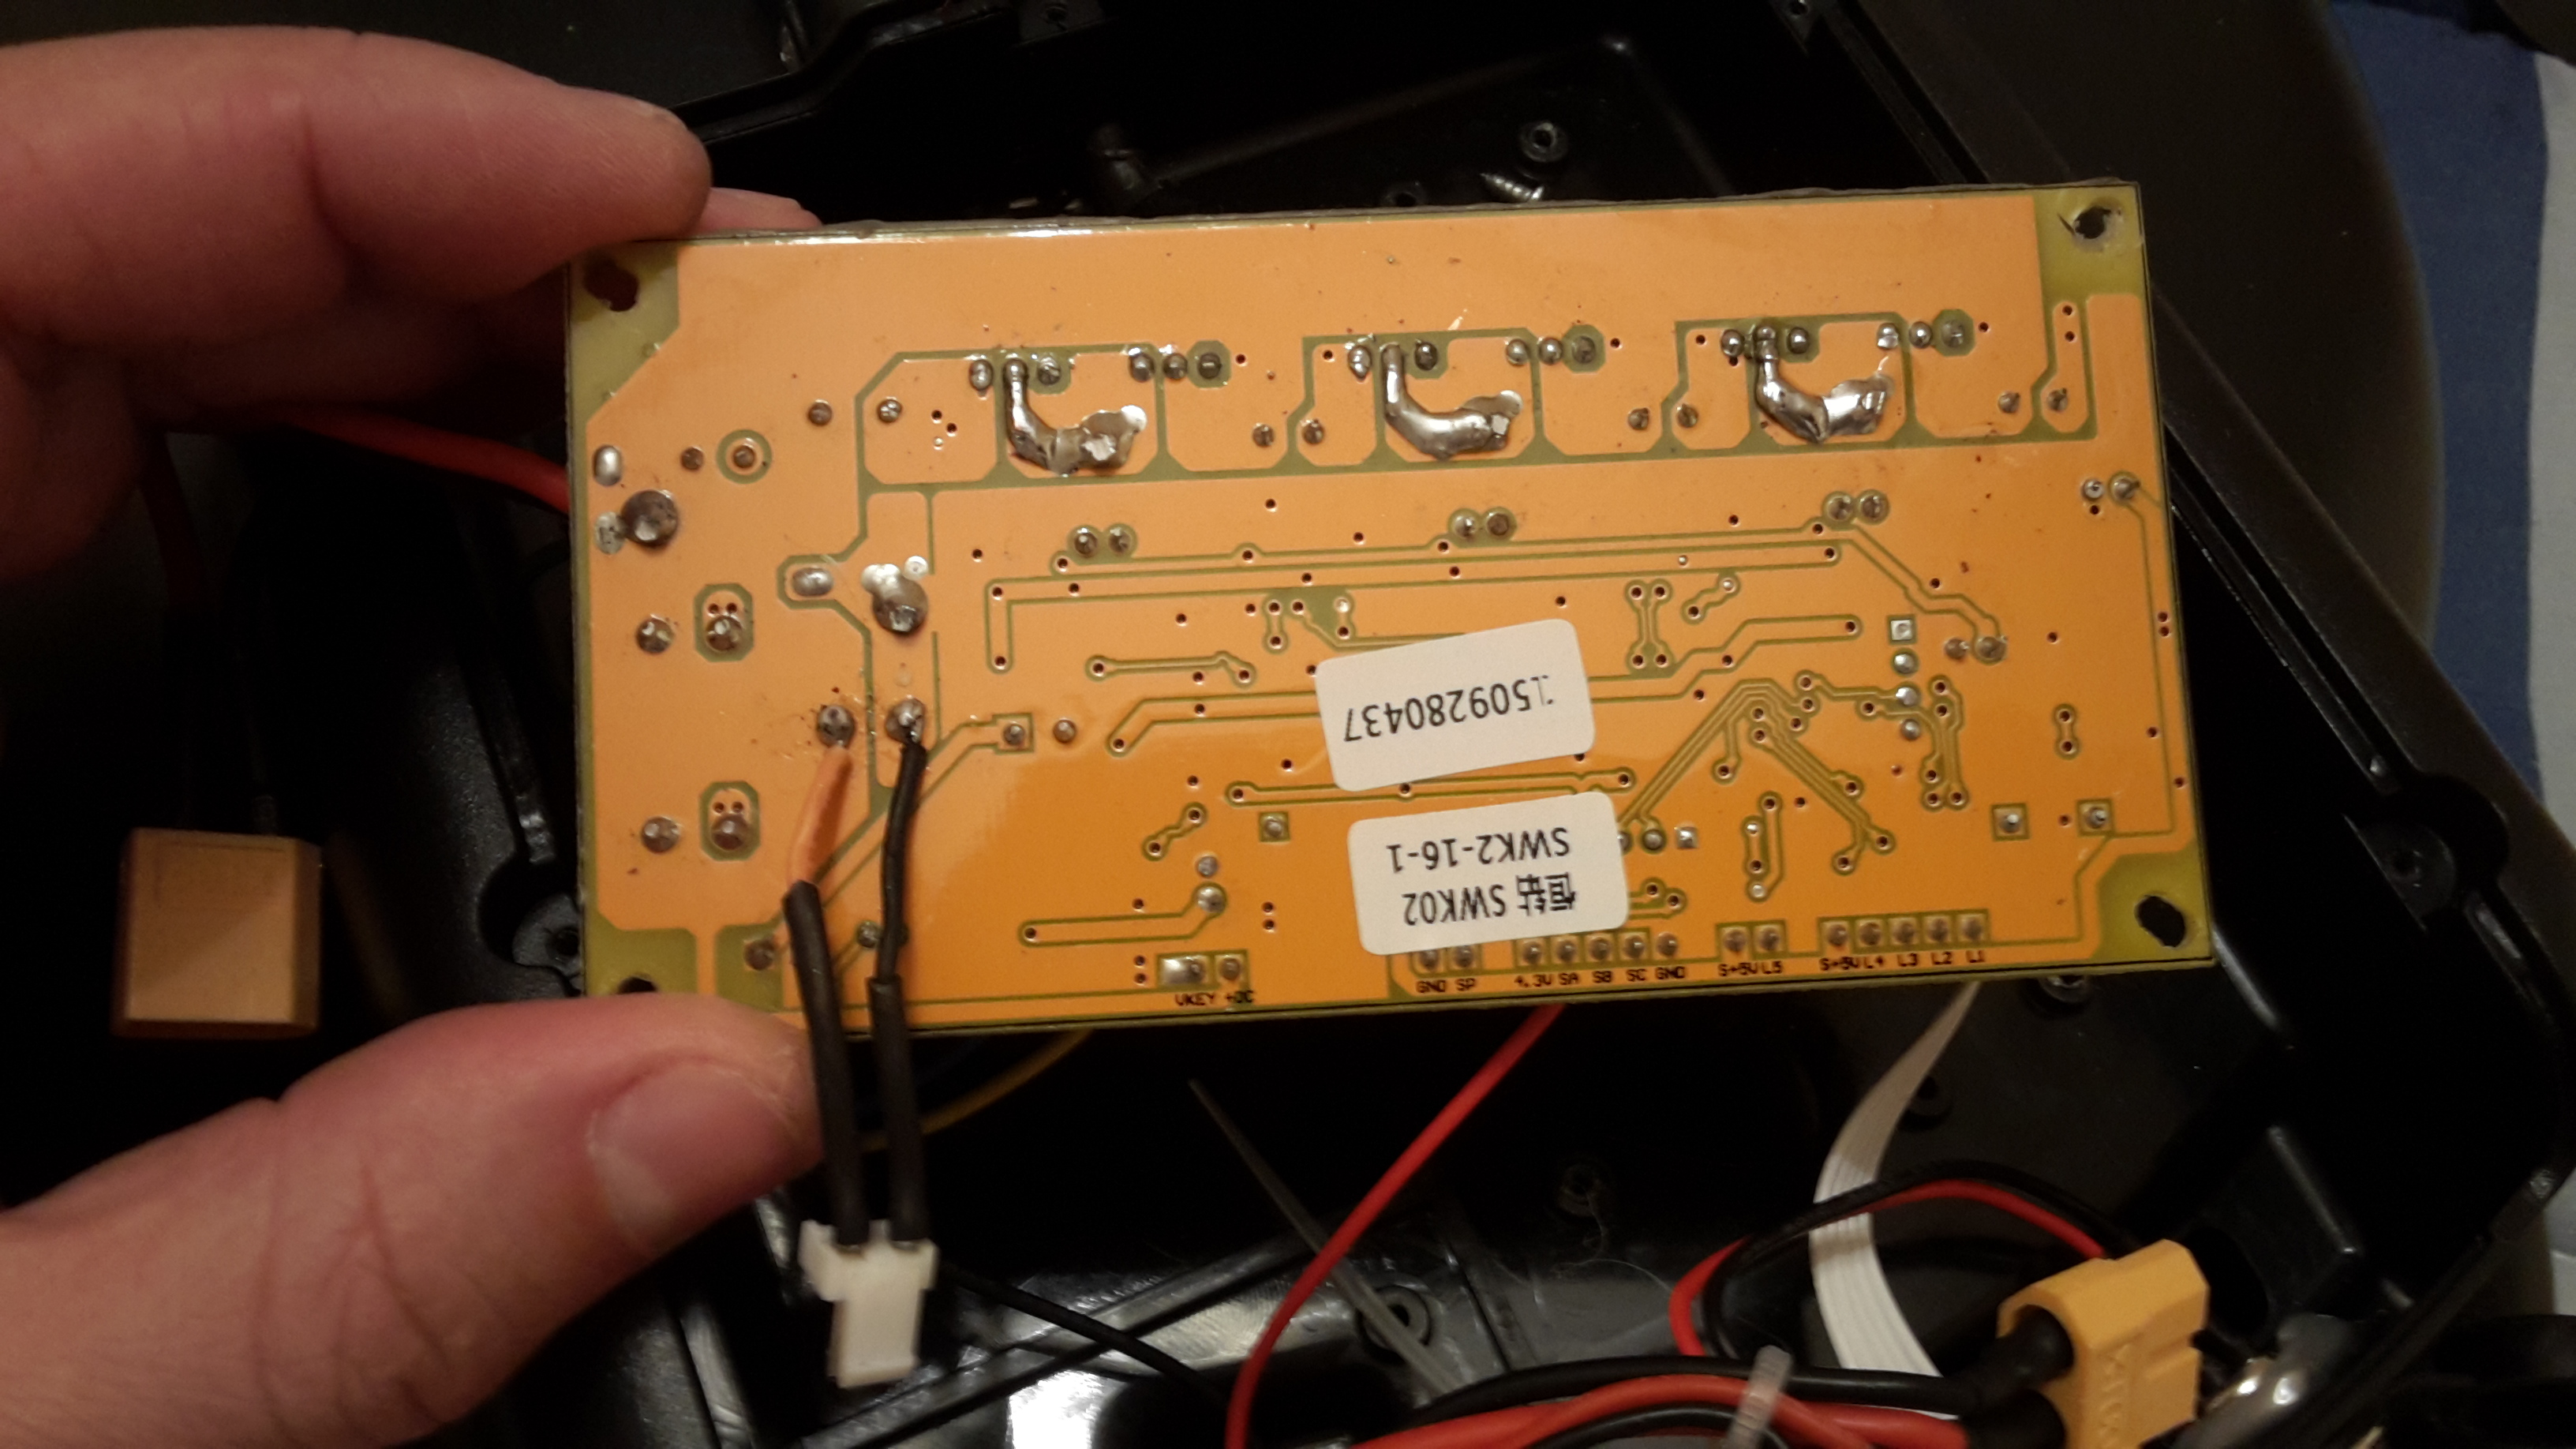 1509280437
恒钻 SWK02
SWK2-16-1
VKEY +DC
GND SP
4.3V SA SB SC GND
S+5V L5
S+5V L4 L3 L2 L1